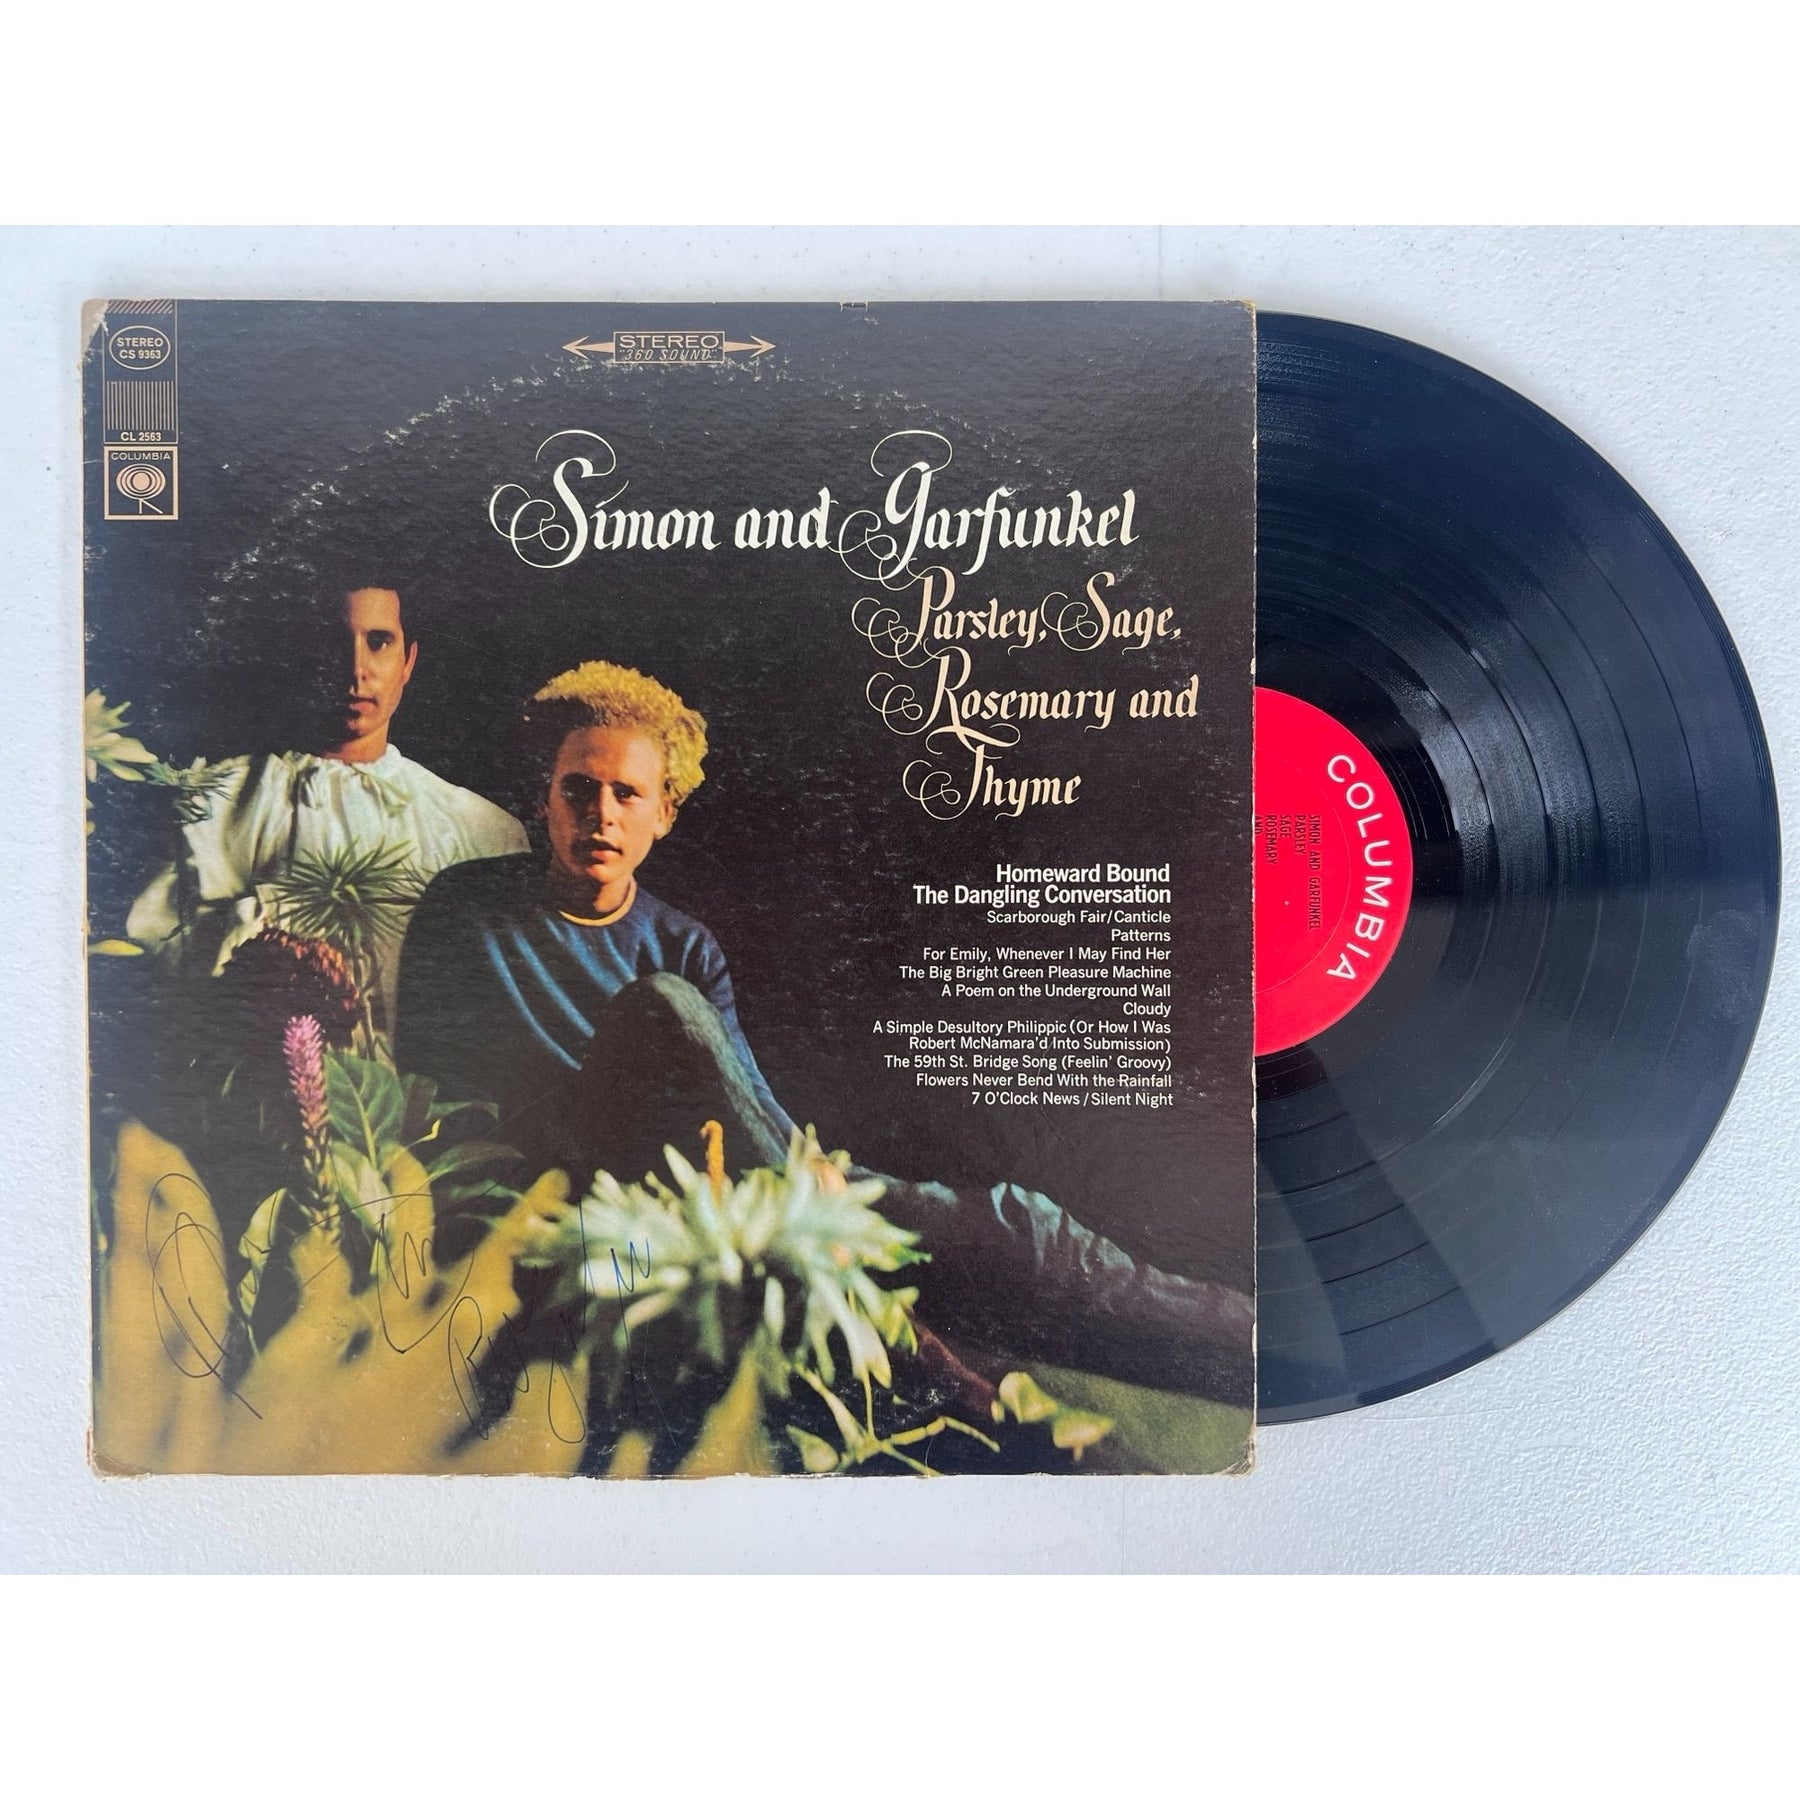 STEREO
CS 9363
CL 2563
COLUMBIA
STEREO
"360 SOUND"
Simon and Garfunkel
Parsley, Sage,
Rosemary and
Thyme
Homeward Bound
The Dangling Conversation
Scarborough Fair/Canticle
Patterns
For Emily, Whenever I May Find Her
The Big Bright Green Pleasure Machine
A Poem on the Underground Wall
Cloudy
A Simple Desultory Philippic (Or How I Was
Robert McNamara'd Into Submission)
The 59th St. Bridge Song (Feelin' Groovy)
Flowers Never Bend With the Rainfall
7 O'Clock News / Silent Night
COLUMBIA
SIMON AND GARFUNKEL
PARSLEY
SAGE
ROSEMARY
AND